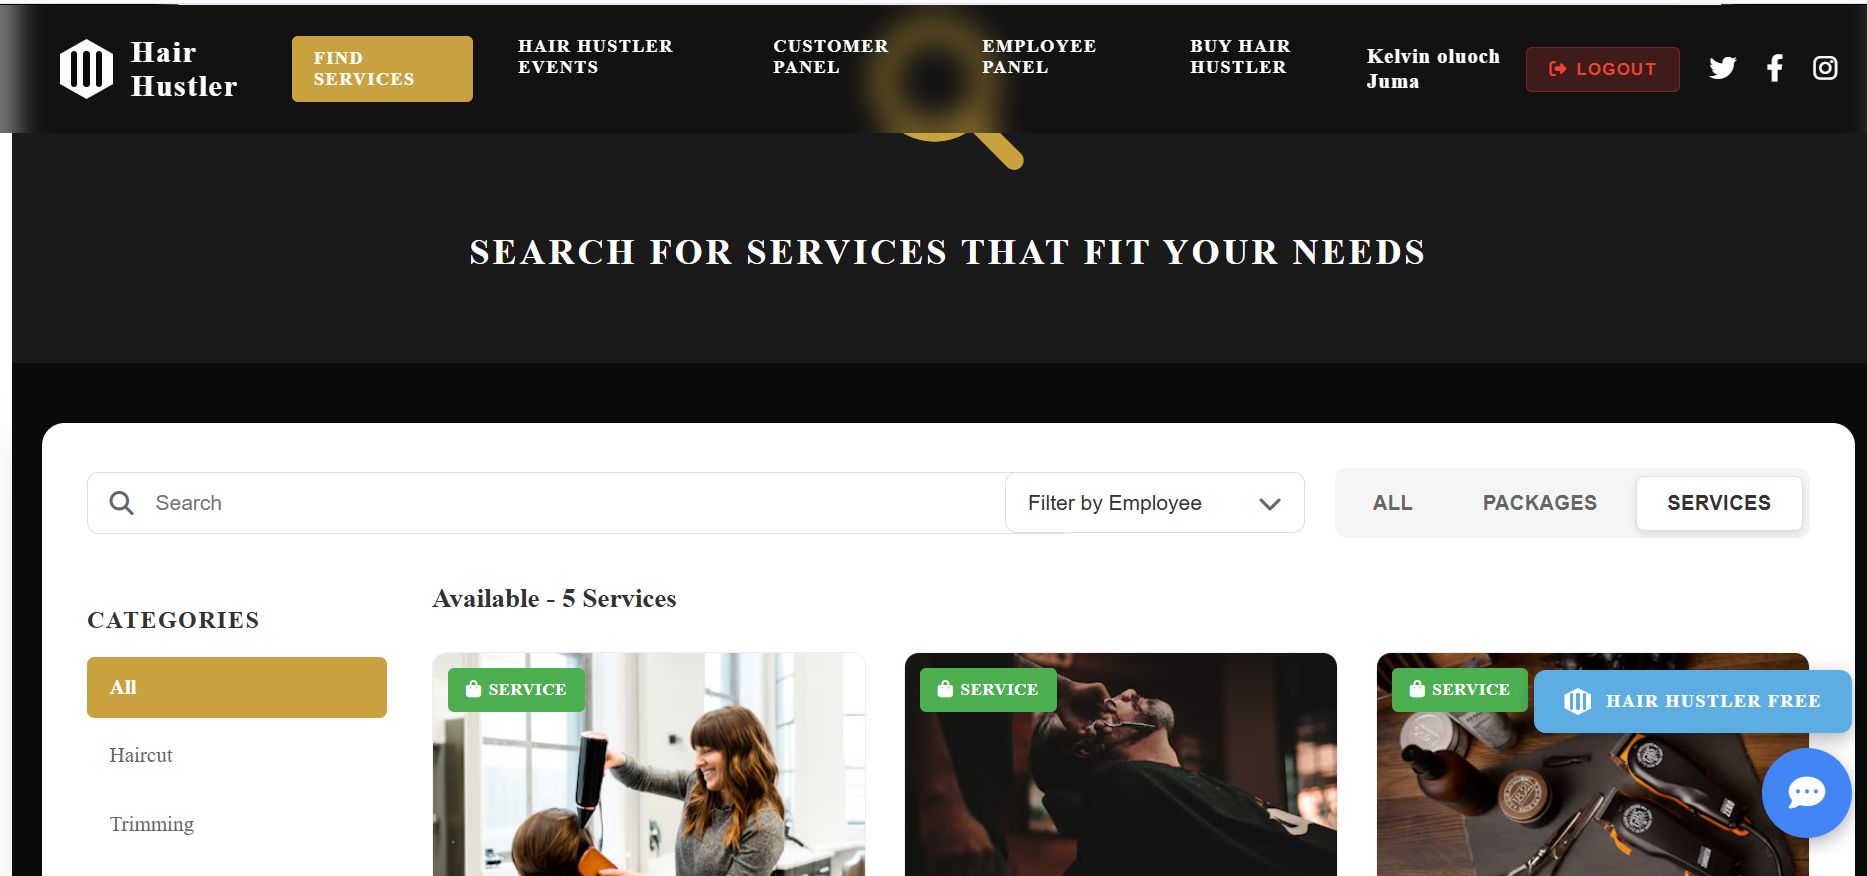 Hair
Hustler
FIND
SERVICES
HAIR HUSTLER
EVENTS
CUSTOMER
PANEL
EMPLOYEE
PANEL
BUY HAIR
HUSTLER
Kelvin oluoch
Juma
LOGOUT
SEARCH FOR SERVICES THAT FIT YOUR NEEDS
Search
Filter by Employee
ALL
PACKAGES
SERVICES
CATEGORIES
All
Haircut
Trimming
Available - 5 Services
SERVICE
SERVICE
SERVICE
HAIR HUSTLER FREE